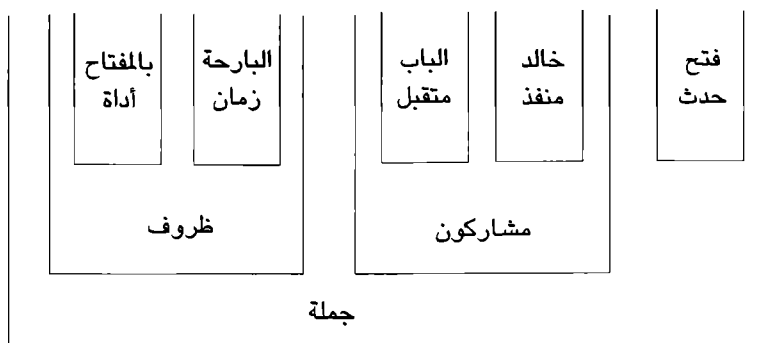 فتح خالد الباب البارحة بالمفتاح
حدث منفذ متقبل زمان أداة
مشاركون ظروف
جملة